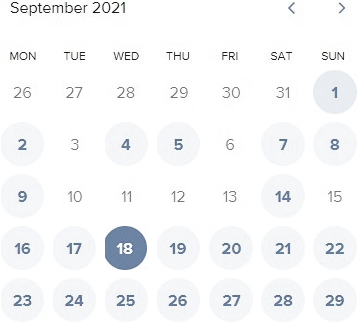 September 2021
MON TUE WED THU FRI SAT SUN
26 27 28 29 30 31 1
2 3 4 5 6 7 8
9 10 11 12 13 14 15
16 17 18 19 20 21 22
23 24 25 26 27 28 29